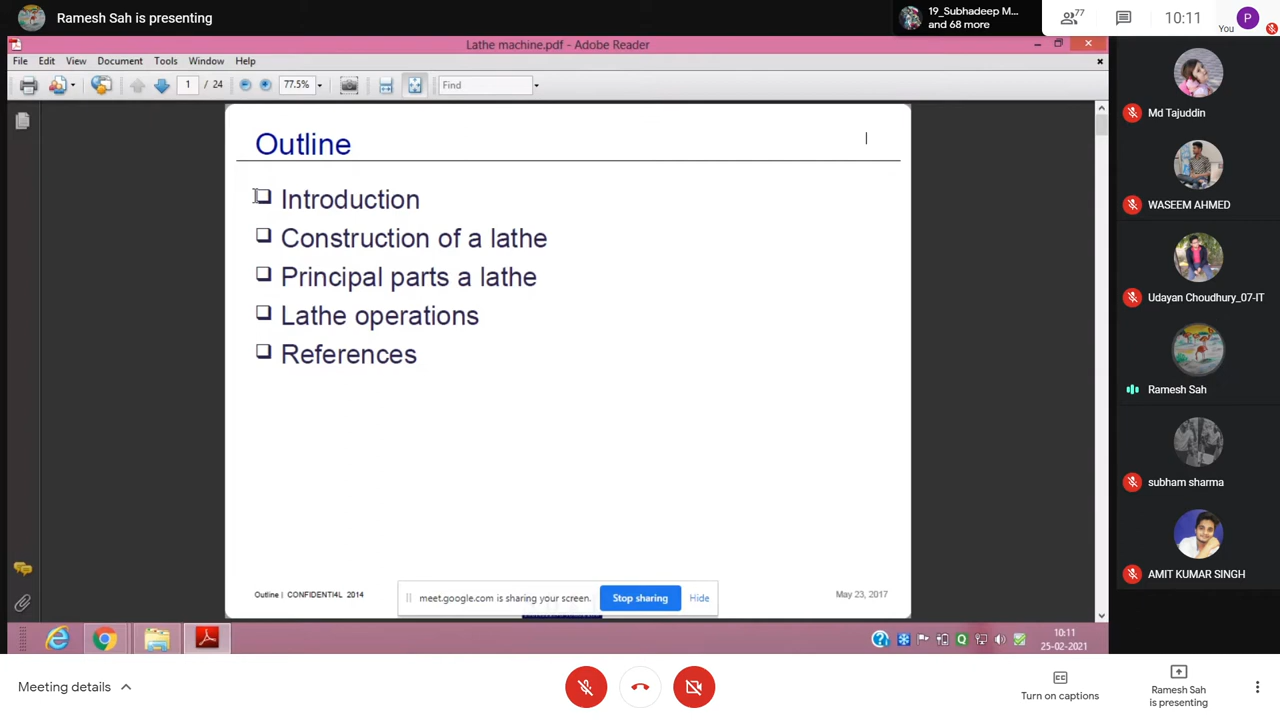 Ramesh Sah is presenting
19_Subhadeep M...
and 68 more
77
10:11
You
P
Lathe machine.pdf - Adobe Reader
File Edit View Document Tools Window Help
1 / 24 77.5% Find
Outline
Introduction
Construction of a lathe
Principal parts a lathe
Lathe operations
References
Outline | CONFIDENTIAL 2014
meet.google.com is sharing your screen. Stop sharing Hide
May 23, 2017
10:11
25-02-2021
Md Tajuddin
WASEEM AHMED
Udayan Choudhury_07-IT
Ramesh Sah
subham sharma
AMIT KUMAR SINGH
Meeting details
Turn on captions
Ramesh Sah
is presenting